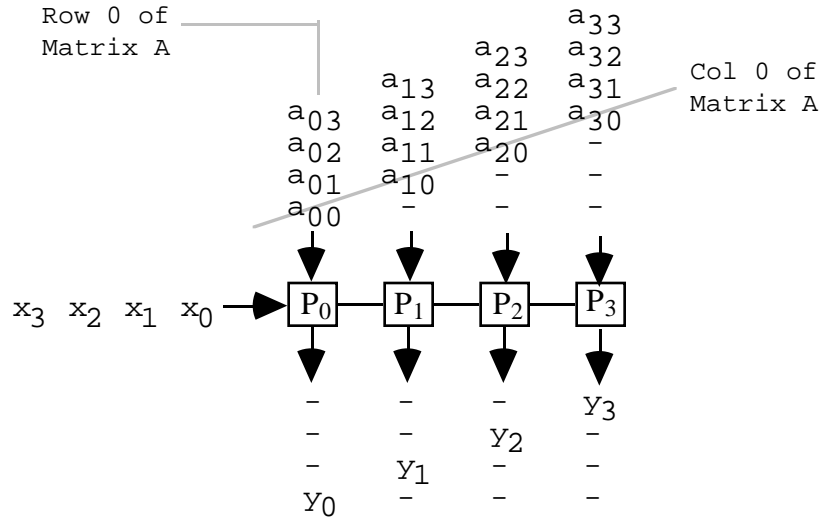 Row 0 of
Matrix A
Col 0 of
Matrix A
a33
a23 a32
a13 a22 a31
a03 a12 a21 a30
a02 a11 a20 -
a01 a10 - -
a00 - - -
x3 x2 x1 x0 P0 P1 P2 P3
- - - y3
- - y2 -
- y1 - -
y0 - - -